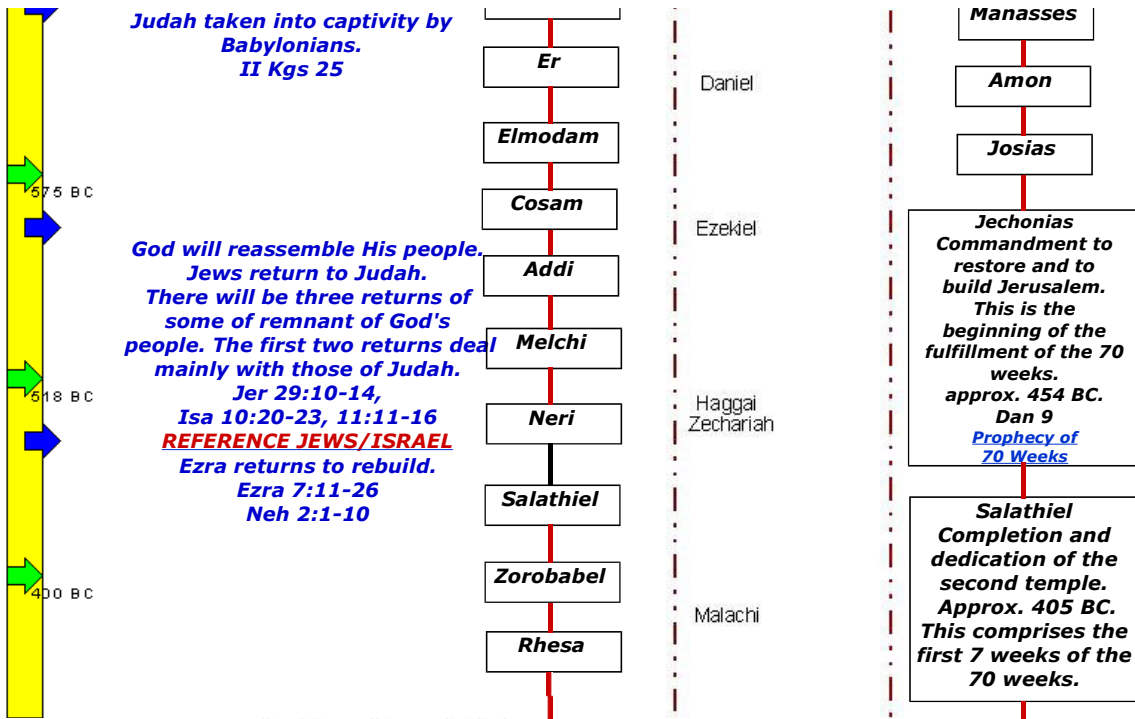 Judah taken into captivity by
Babylonians.
II Kgs 25
575 BC
God will reassemble His people.
Jews return to Judah.
There will be three returns of
some of remnant of God's
people. The first two returns deal
mainly with those of Judah.
Jer 29:10-14,
Isa 10:20-23, 11:11-16
REFERENCE JEWS/ISRAEL
Ezra returns to rebuild.
Ezra 7:11-26
Neh 2:1-10
518 BC
400 BC
Er
Elmodam
Cosam
Addi
Melchi
Neri
Salathiel
Zorobabel
Rhesa
Daniel
Ezekiel
Haggai
Zechariah
Malachi
Manasses
Amon
Josias
Jechonias
Commandment to
restore and to
build Jerusalem.
This is the
beginning of the
fulfillment of the 70
weeks.
approx. 454 BC.
Dan 9
Prophecy of
70 Weeks
Salathiel
Completion and
dedication of the
second temple.
Approx. 405 BC.
This comprises the
first 7 weeks of the
70 weeks.